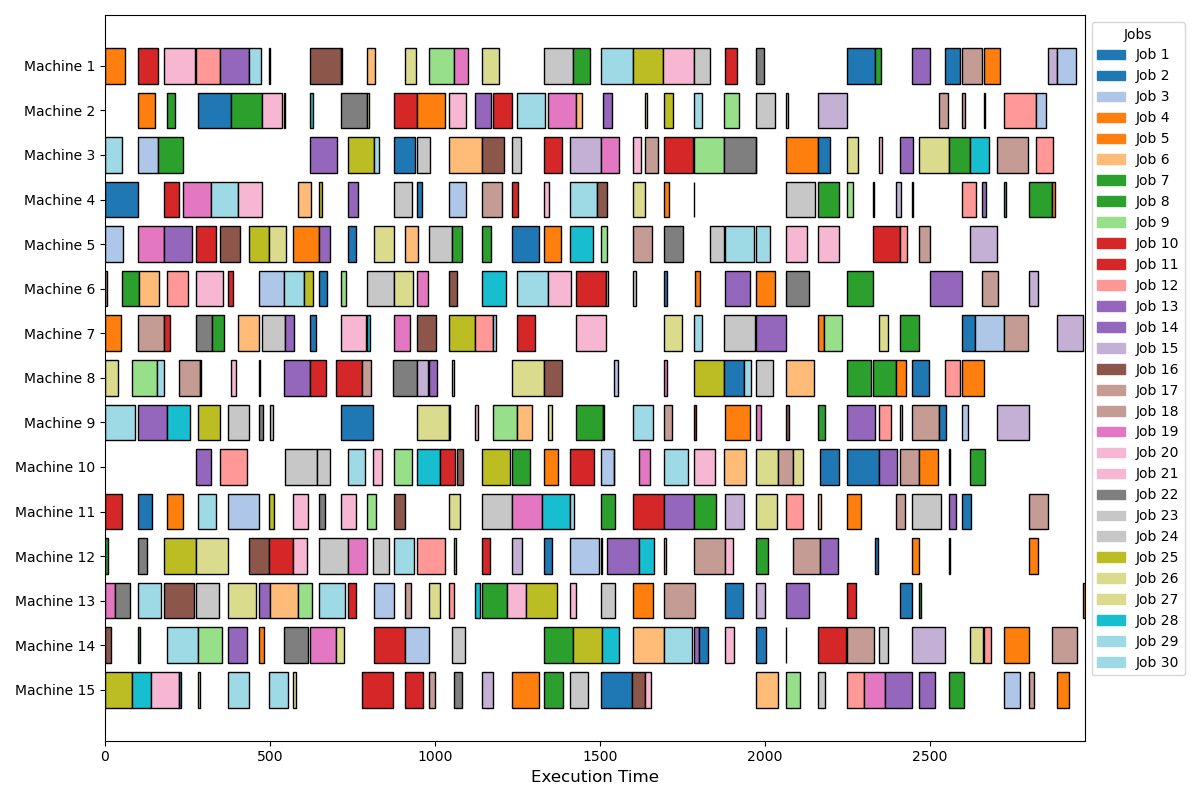 Machine 1
Machine 2
Machine 3
Machine 4
Machine 5
Machine 6
Machine 7
Machine 8
Machine 9
Machine 10
Machine 11
Machine 12
Machine 13
Machine 14
Machine 15
0 500 1000 1500 2000 2500
Execution Time
Jobs
Job 1
Job 2
Job 3
Job 4
Job 5
Job 6
Job 7
Job 8
Job 9
Job 10
Job 11
Job 12
Job 13
Job 14
Job 15
Job 16
Job 17
Job 18
Job 19
Job 20
Job 21
Job 22
Job 23
Job 24
Job 25
Job 26
Job 27
Job 28
Job 29
Job 30